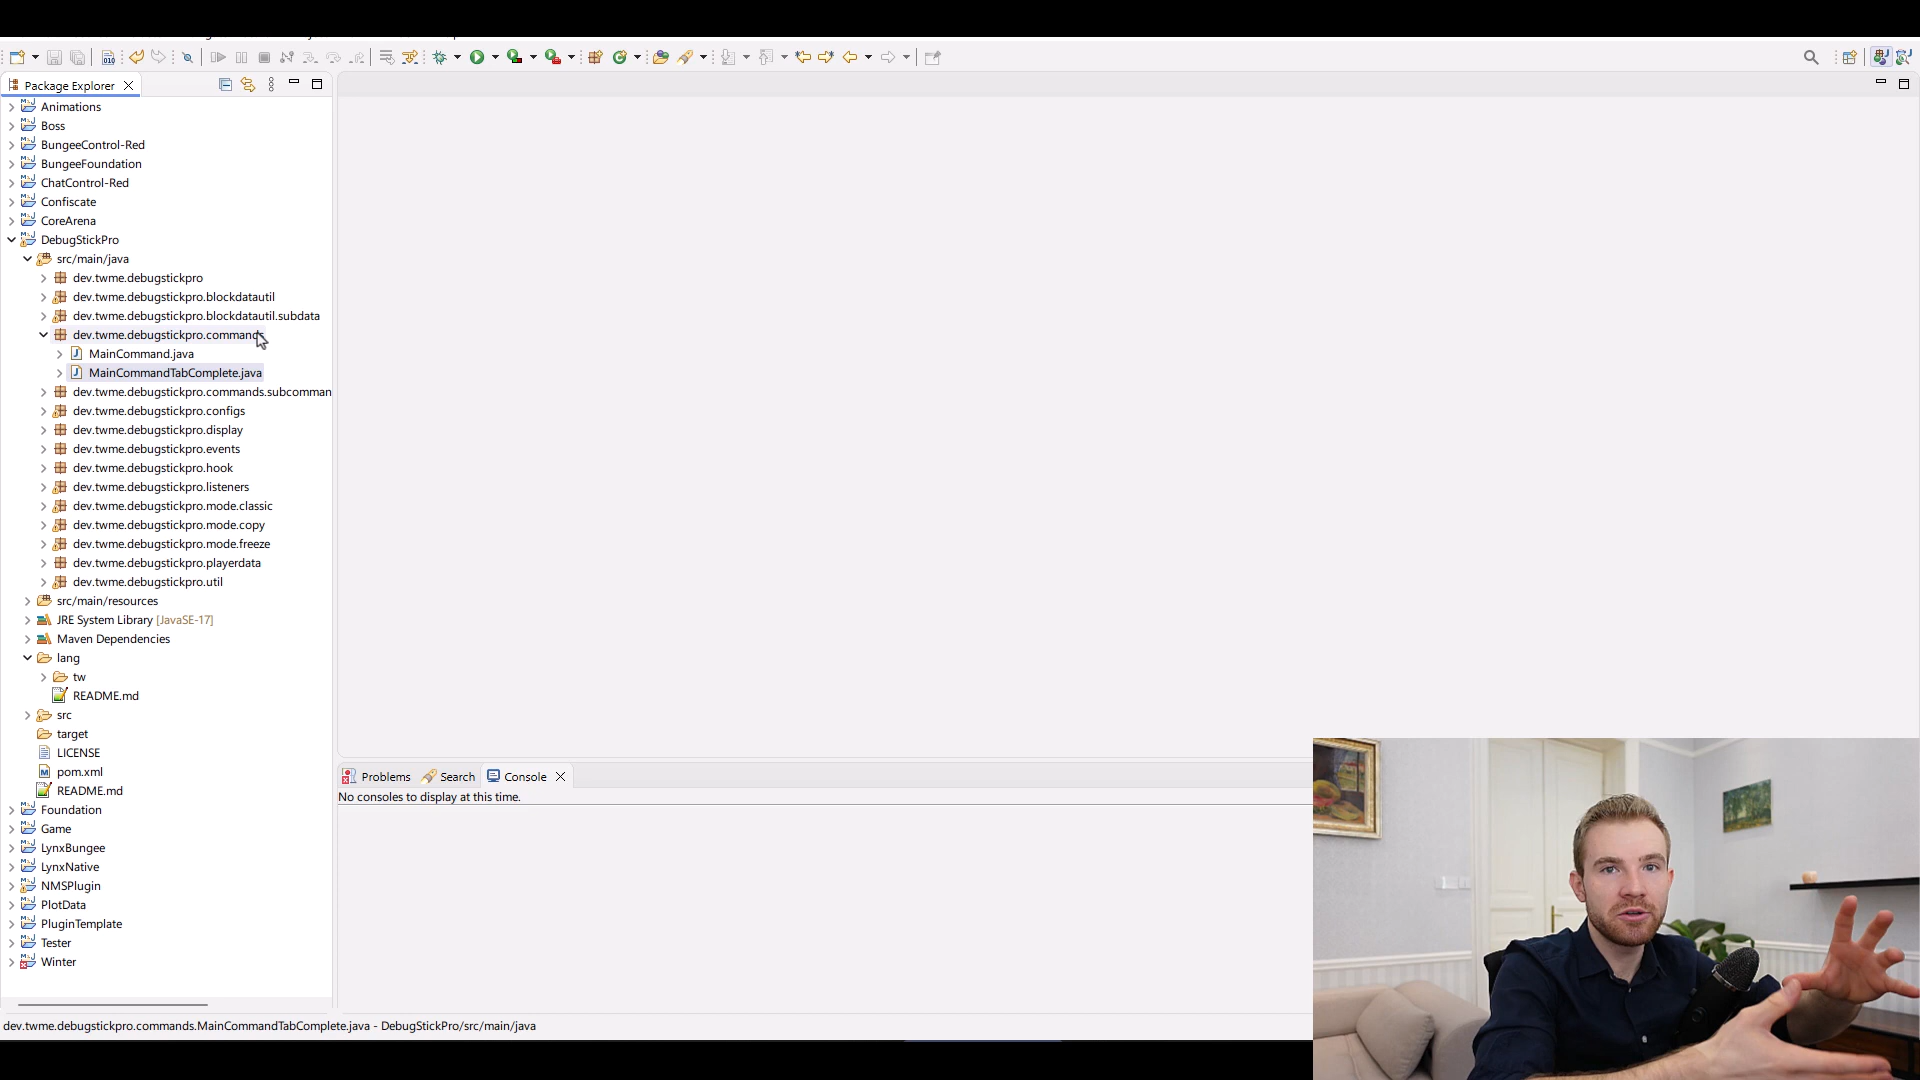 Package Explorer
Animations
Boss
BungeeControl-Red
BungeeFoundation
ChatControl-Red
Confiscate
CoreArena
DebugStickPro
src/main/java
dev.twme.debugstickpro
dev.twme.debugstickpro.blockdatautil
dev.twme.debugstickpro.blockdatautil.subdata
dev.twme.debugstickpro.commands
MainCommand.java
MainCommandTabComplete.java
dev.twme.debugstickpro.commands.subcomman
dev.twme.debugstickpro.configs
dev.twme.debugstickpro.display
dev.twme.debugstickpro.events
dev.twme.debugstickpro.hook
dev.twme.debugstickpro.listeners
dev.twme.debugstickpro.mode.classic
dev.twme.debugstickpro.mode.copy
dev.twme.debugstickpro.mode.freeze
dev.twme.debugstickpro.playerdata
dev.twme.debugstickpro.util
src/main/resources
JRE System Library [JavaSE-17]
Maven Dependencies
lang
tw
README.md
src
target
LICENSE
pom.xml
README.md
Foundation
Game
LynxBungee
LynxNative
NMSPlugin
PlotData
PluginTemplate
Tester
Winter
Problems Search Console
No consoles to display at this time.
dev.twme.debugstickpro.commands.MainCommandTabComplete.java - DebugStickPro/src/main/java